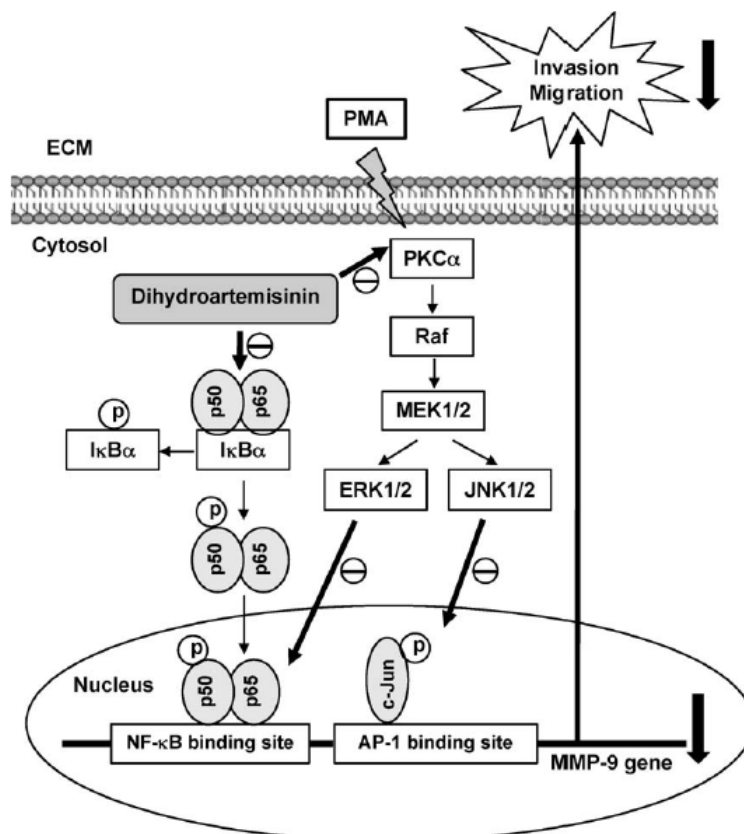 Invasion
Migration
PMA
ECM
Cytosol
PKCα
Dihydroartemisinin
Raf
p50
p65
MEK1/2
p
IκBα
IκBα
ERK1/2
JNK1/2
p
p50
p65
p
p
Nucleus
p50
p65
c-Jun
NF-κB binding site
AP-1 binding site
MMP-9 gene